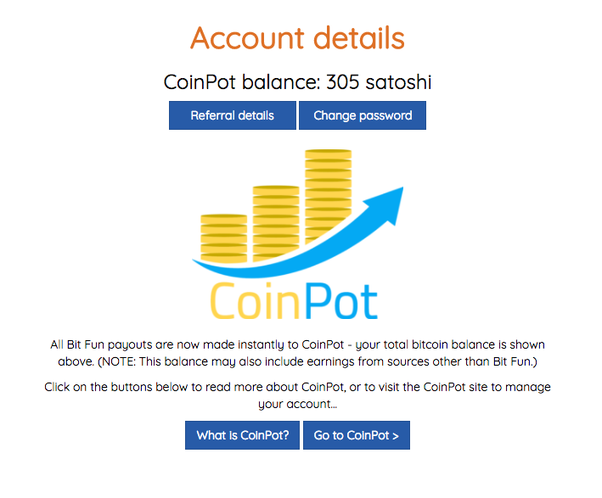 Account details
CoinPot balance: 305 satoshi
Referral details
Change password
CoinPot
All Bit Fun payouts are now made instantly to CoinPot - your total bitcoin balance is shown
above. (NOTE: This balance may also include earnings from sources other than Bit Fun.)
Click on the buttons below to read more about CoinPot, or to visit the CoinPot site to manage
your account...
What is CoinPot?
Go to CoinPot >